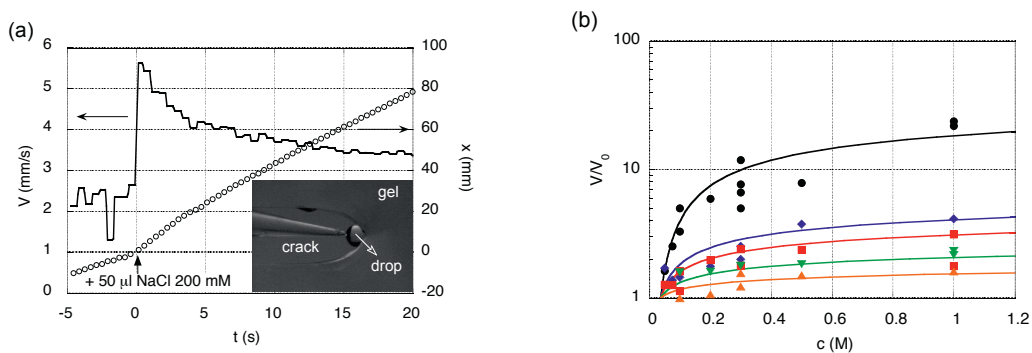 (a)
6
5
4
3
2
1
0
V (mm/s)
100
80
60
40
20
0
-20
x (mm)
gel
crack
drop
+ 50 µl NaCl 200 mM
-5
0
5
10
15
20
t (s)
(b)
100
10
1
V/V₀
0.0
0.2
0.4
0.6
0.8
1
1.2
c (M)